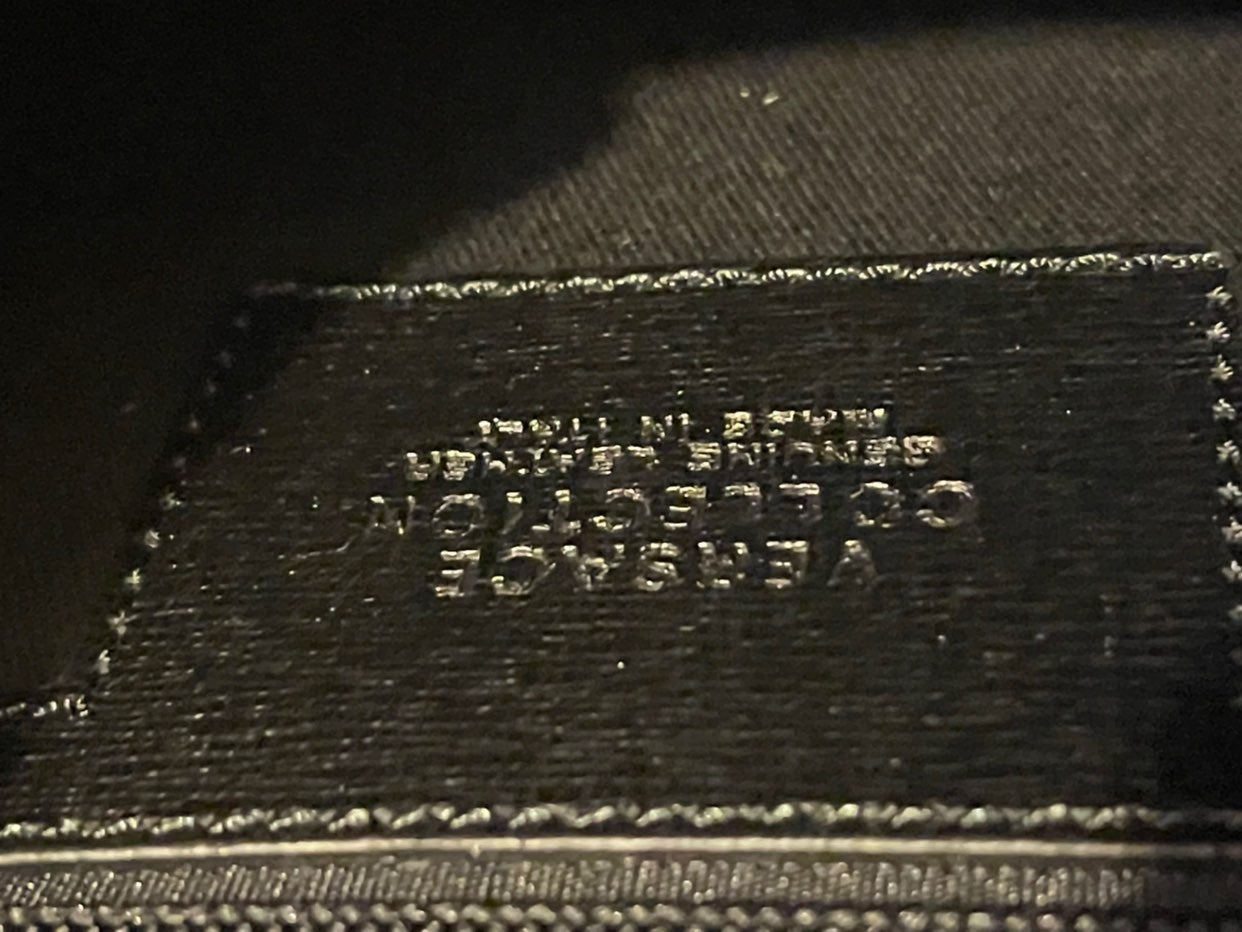 VERSACE
COLLECTION
GENUINE LEATHER
MADE IN ITALY